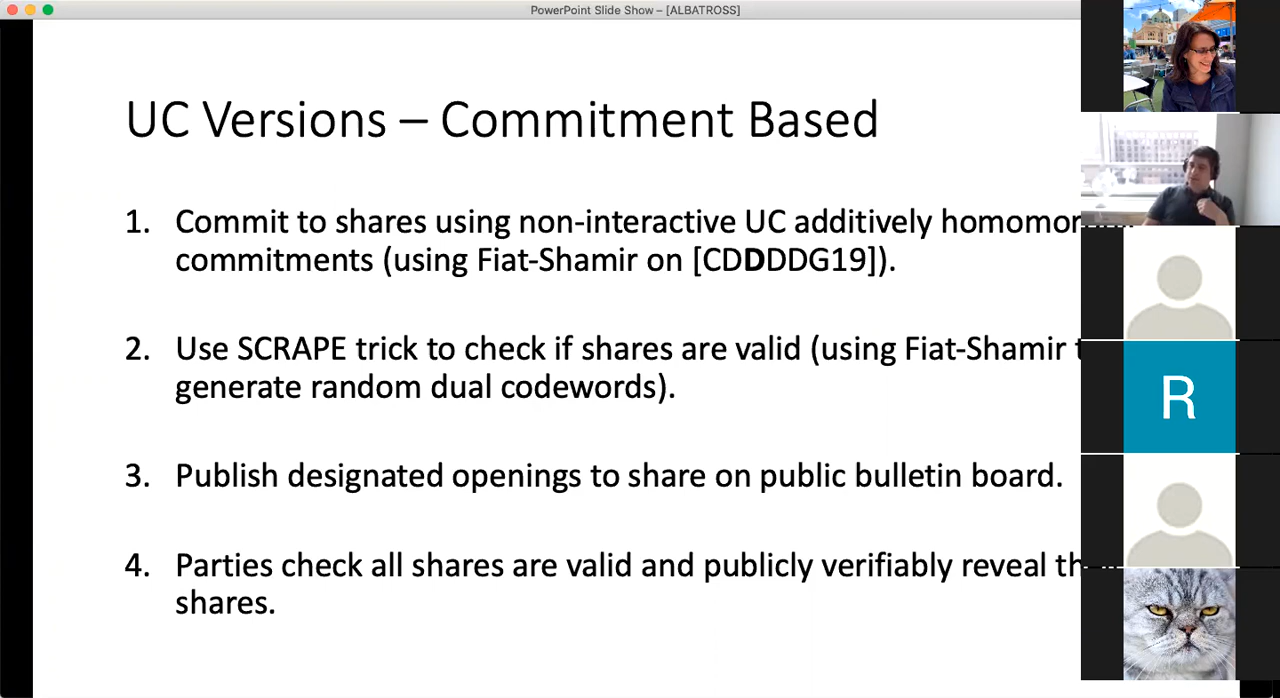 PowerPoint Slide Show – [ALBATROSS]
UC Versions – Commitment Based
1. Commit to shares using non-interactive UC additively
commitments (using Fiat-Shamir on [CDDDDG19]).
2. Use SCRAPE trick to check if shares are valid (using Fiat-Shamir
generate random dual codewords).
3. Publish designated openings to share on public bulletin board.
4. Parties check all shares are valid and publicly verifiably reveal
shares.
R